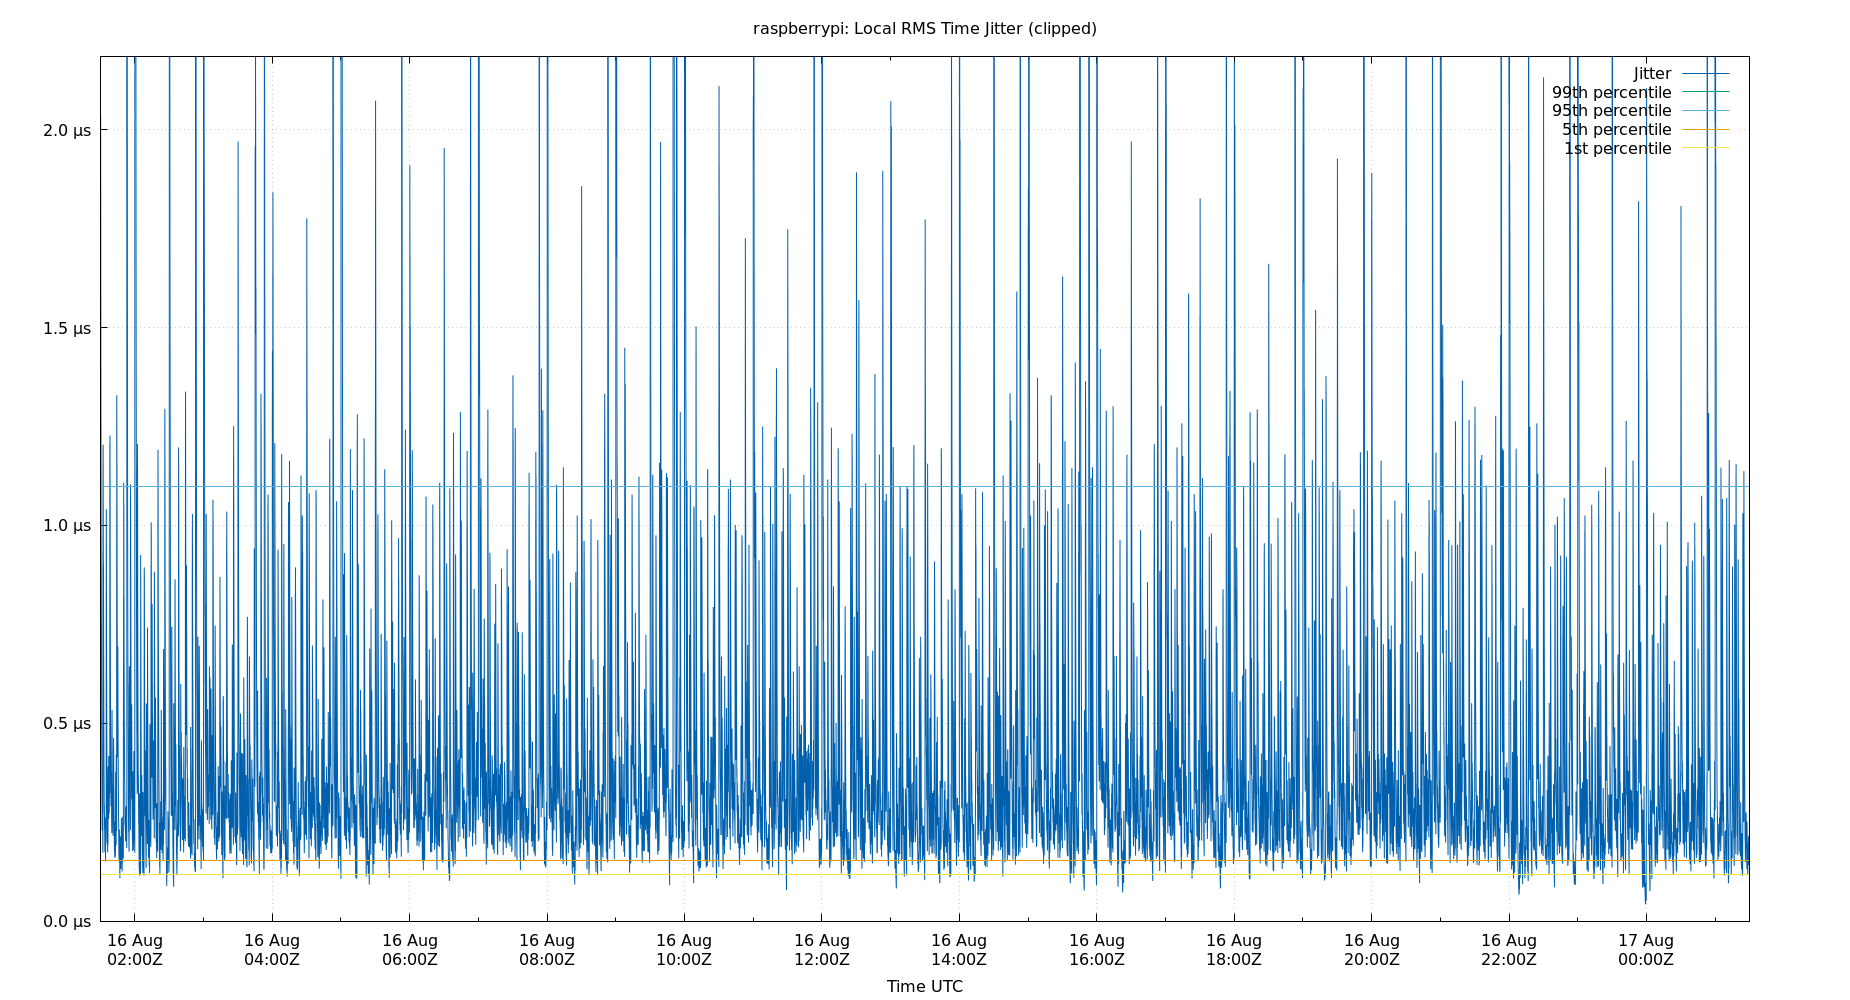 raspberrypi: Local RMS Time Jitter (clipped)
Jitter
99th percentile
95th percentile
5th percentile
1st percentile
2.0 µs
1.5 µs
1.0 µs
0.5 µs
0.0 µs
16 Aug 16 Aug 16 Aug 16 Aug 16 Aug 16 Aug 16 Aug 16 Aug 16 Aug 16 Aug 16 Aug 17 Aug
02:00Z 04:00Z 06:00Z 08:00Z 10:00Z 12:00Z 14:00Z 16:00Z 18:00Z 20:00Z 22:00Z 00:00Z
Time UTC